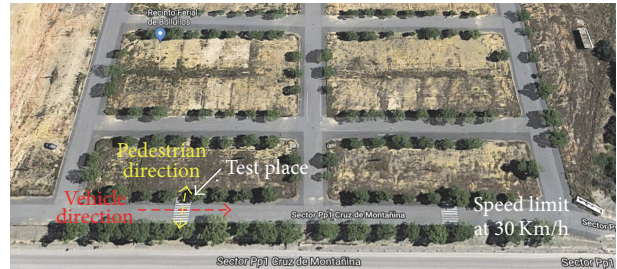 Recinto Ferial
de Bollullos
Pedestrian
direction
Test place
Vehicle
direction
Sector Pp1 Cruz de Montañina
Speed limit
at 30 Km/h
Sector Pp1 Cruz de Montañina
Sector Pp1